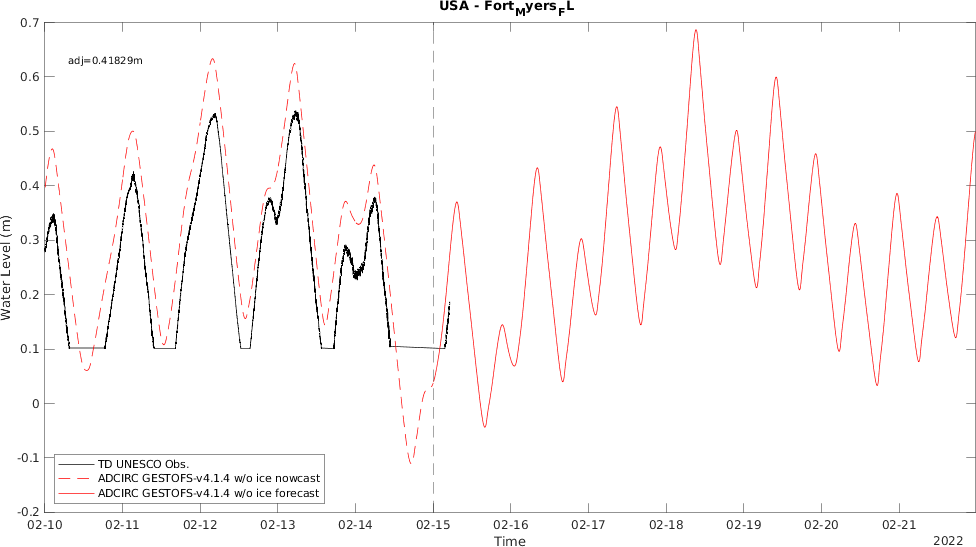 USA - Fort_Myers_FL
adj=0.41829m
Water Level (m)
0.7
0.6
0.5
0.4
0.3
0.2
0.1
0
-0.1
-0.2
TD UNESCO Obs.
ADCIRC GESTOFS-v4.1.4 w/o ice nowcast
ADCIRC GESTOFS-v4.1.4 w/o ice forecast
02-10 02-11 02-12 02-13 02-14 02-15 02-16 02-17 02-18 02-19 02-20 02-21
Time
2022